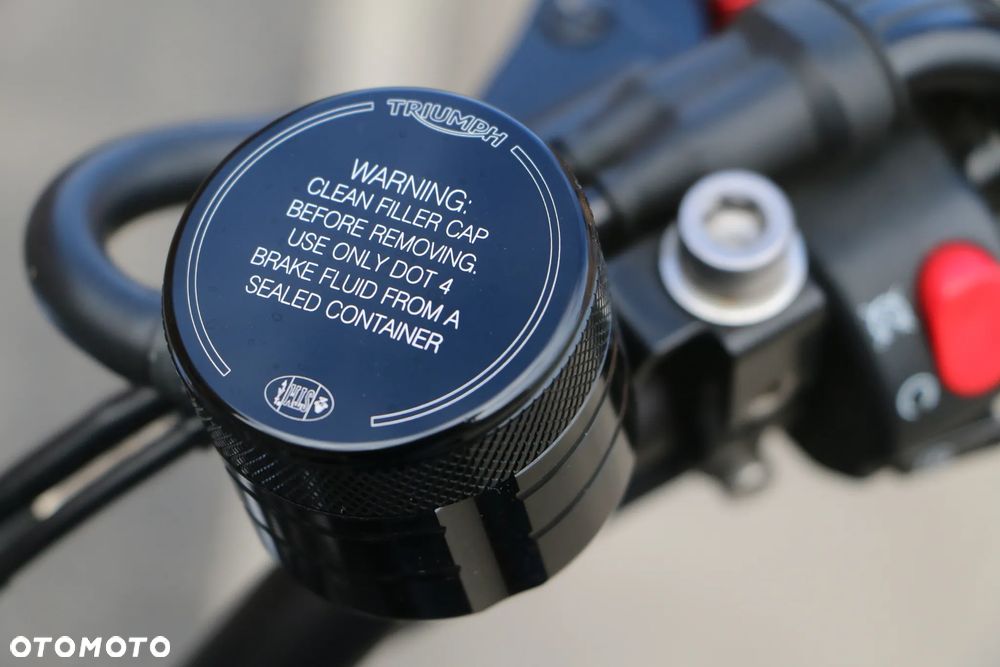 TRIUMPH
WARNING:
CLEAN FILLER CAP
BEFORE REMOVING.
USE ONLY DOT 4
BRAKE FLUID FROM A
SEALED CONTAINER
OTOMOTO